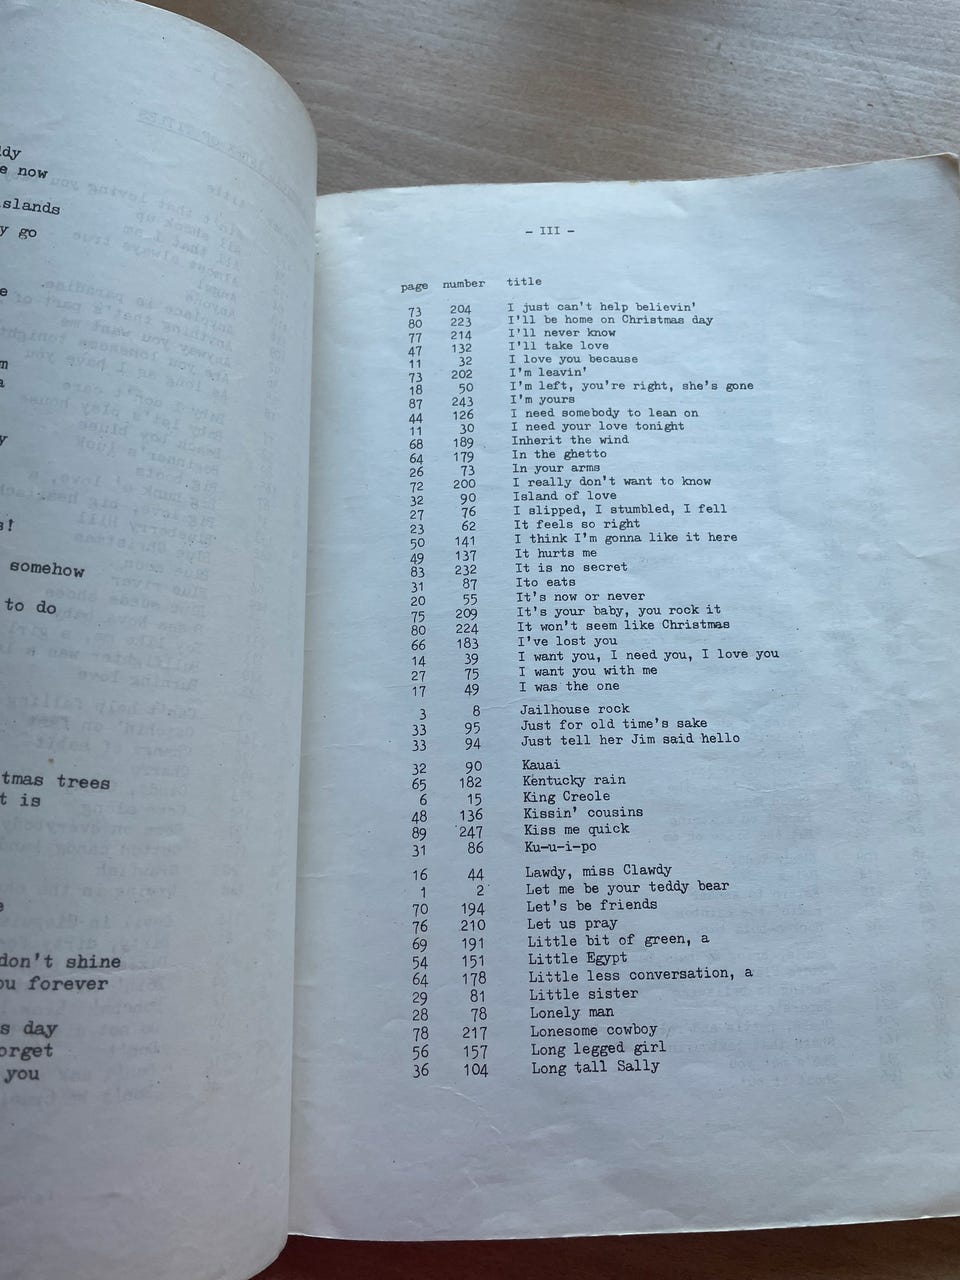 now
slands
go
somehow
to do
tmas trees
t is
don't shine
ou forever
s day
orget
you
- III -
page number title
73 204 I just can't help believin'
80 223 I'll be home on Christmas day
77 214 I'll never know
47 132 I'll take love
11 32 I love you because
73 202 I'm leavin'
18 50 I'm left, you're right, she's gone
87 243 I'm yours
44 126 I need somebody to lean on
11 30 I need your love tonight
68 189 Inherit the wind
64 179 In the ghetto
26 73 In your arms
72 200 I really don't want to know
32 90 Island of love
27 76 I slipped, I stumbled, I fell
23 62 It feels so right
50 141 I think I'm gonna like it here
49 137 It hurts me
83 232 It is no secret
31 87 Ito eats
20 55 It's now or never
75 209 It's your baby, you rock it
80 224 It won't seem like Christmas
66 183 I've lost you
14 39 I want you, I need you, I love you
27 75 I want you with me
17 49 I was the one
3 8 Jailhouse rock
33 95 Just for old time's sake
33 94 Just tell her Jim said hello
32 90 Kauai
65 182 Kentucky rain
6 15 King Creole
48 136 Kissin' cousins
89 247 Kiss me quick
31 86 Ku-u-i-po
16 44 Lawdy, miss Clawdy
1 2 Let me be your teddy bear
70 194 Let's be friends
76 210 Let us pray
69 191 Little bit of green, a
54 151 Little Egypt
64 178 Little less conversation, a
29 81 Little sister
28 78 Lonely man
78 217 Lonesome cowboy
56 157 Long legged girl
36 104 Long tall Sally